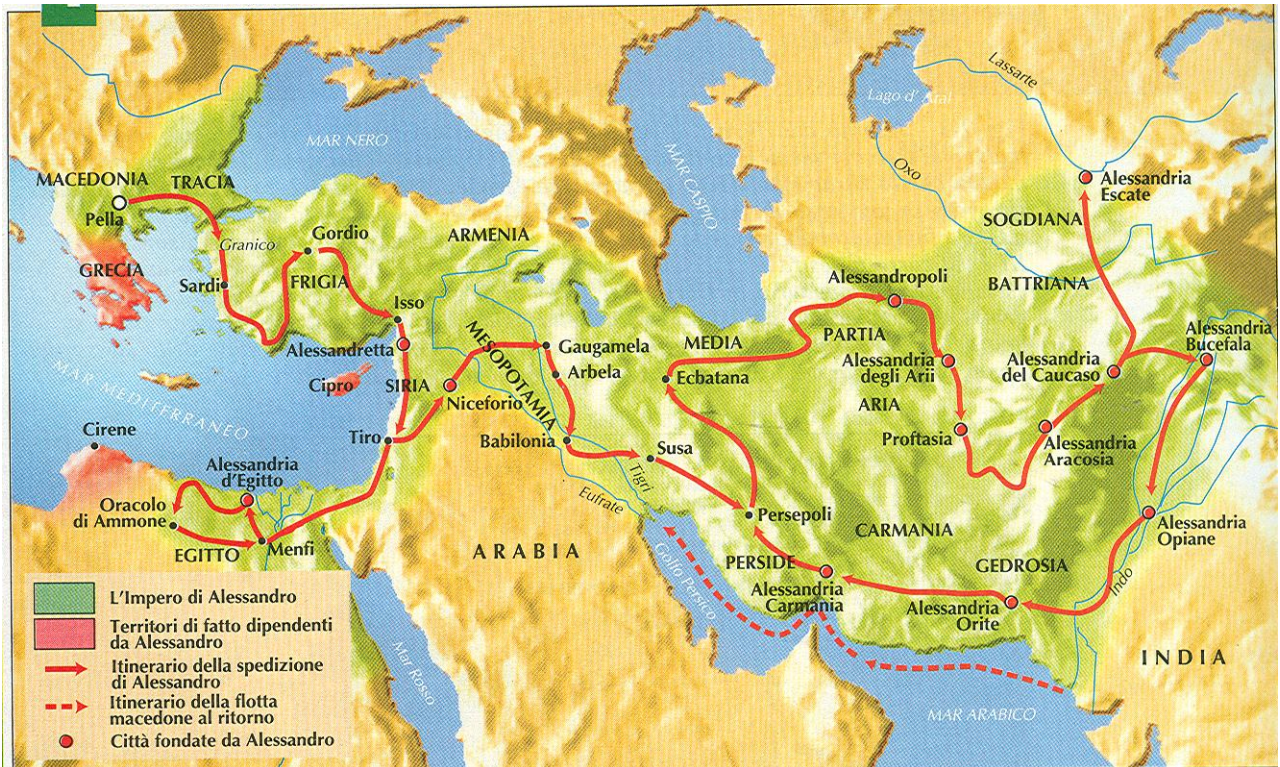 MAR NERO
MAR CASPIO
Lago d' Aral
Lassarte
Oxo
MACEDONIA
TRACIA
Pella
Alessandria
Escate
SOGDIANA
Granico
Gordio
ARMENIA
GRECIA
Sardi
FRIGIA
Alessandropoli
BATTRIANA
Isso
Alessandretta
MESOPOTAMIA
Gaugamela
MEDIA
PARTIA
Alessandria
Bucefala
Arbela
Ecbatana
Alessandria
degli Arii
Alessandria
del Caucaso
MAR MEDITERRANEO
Cipro
SIRIA
Niceforio
ARIA
Cirene
Tiro
Babilonia
Susa
Proftasia
Alessandria
Aracosia
Alessandria
d'Egitto
Tigri
Eufrate
Oracolo
di Ammone
EGITTO
Menfi
ARABIA
Persepoli
CARMANIA
Alessandria
Opiane
Golfo Persico
PERSIDE
GEDROSIA
Indo
Alessandria
Carmania
Alessandria
Orite
INDIA
Mar Rosso
MAR ARABICO
L'Impero di Alessandro
Territori di fatto dipendenti
da Alessandro
Itinerario della spedizione
di Alessandro
Itinerario della flotta
macedone al ritorno
Città fondate da Alessandro